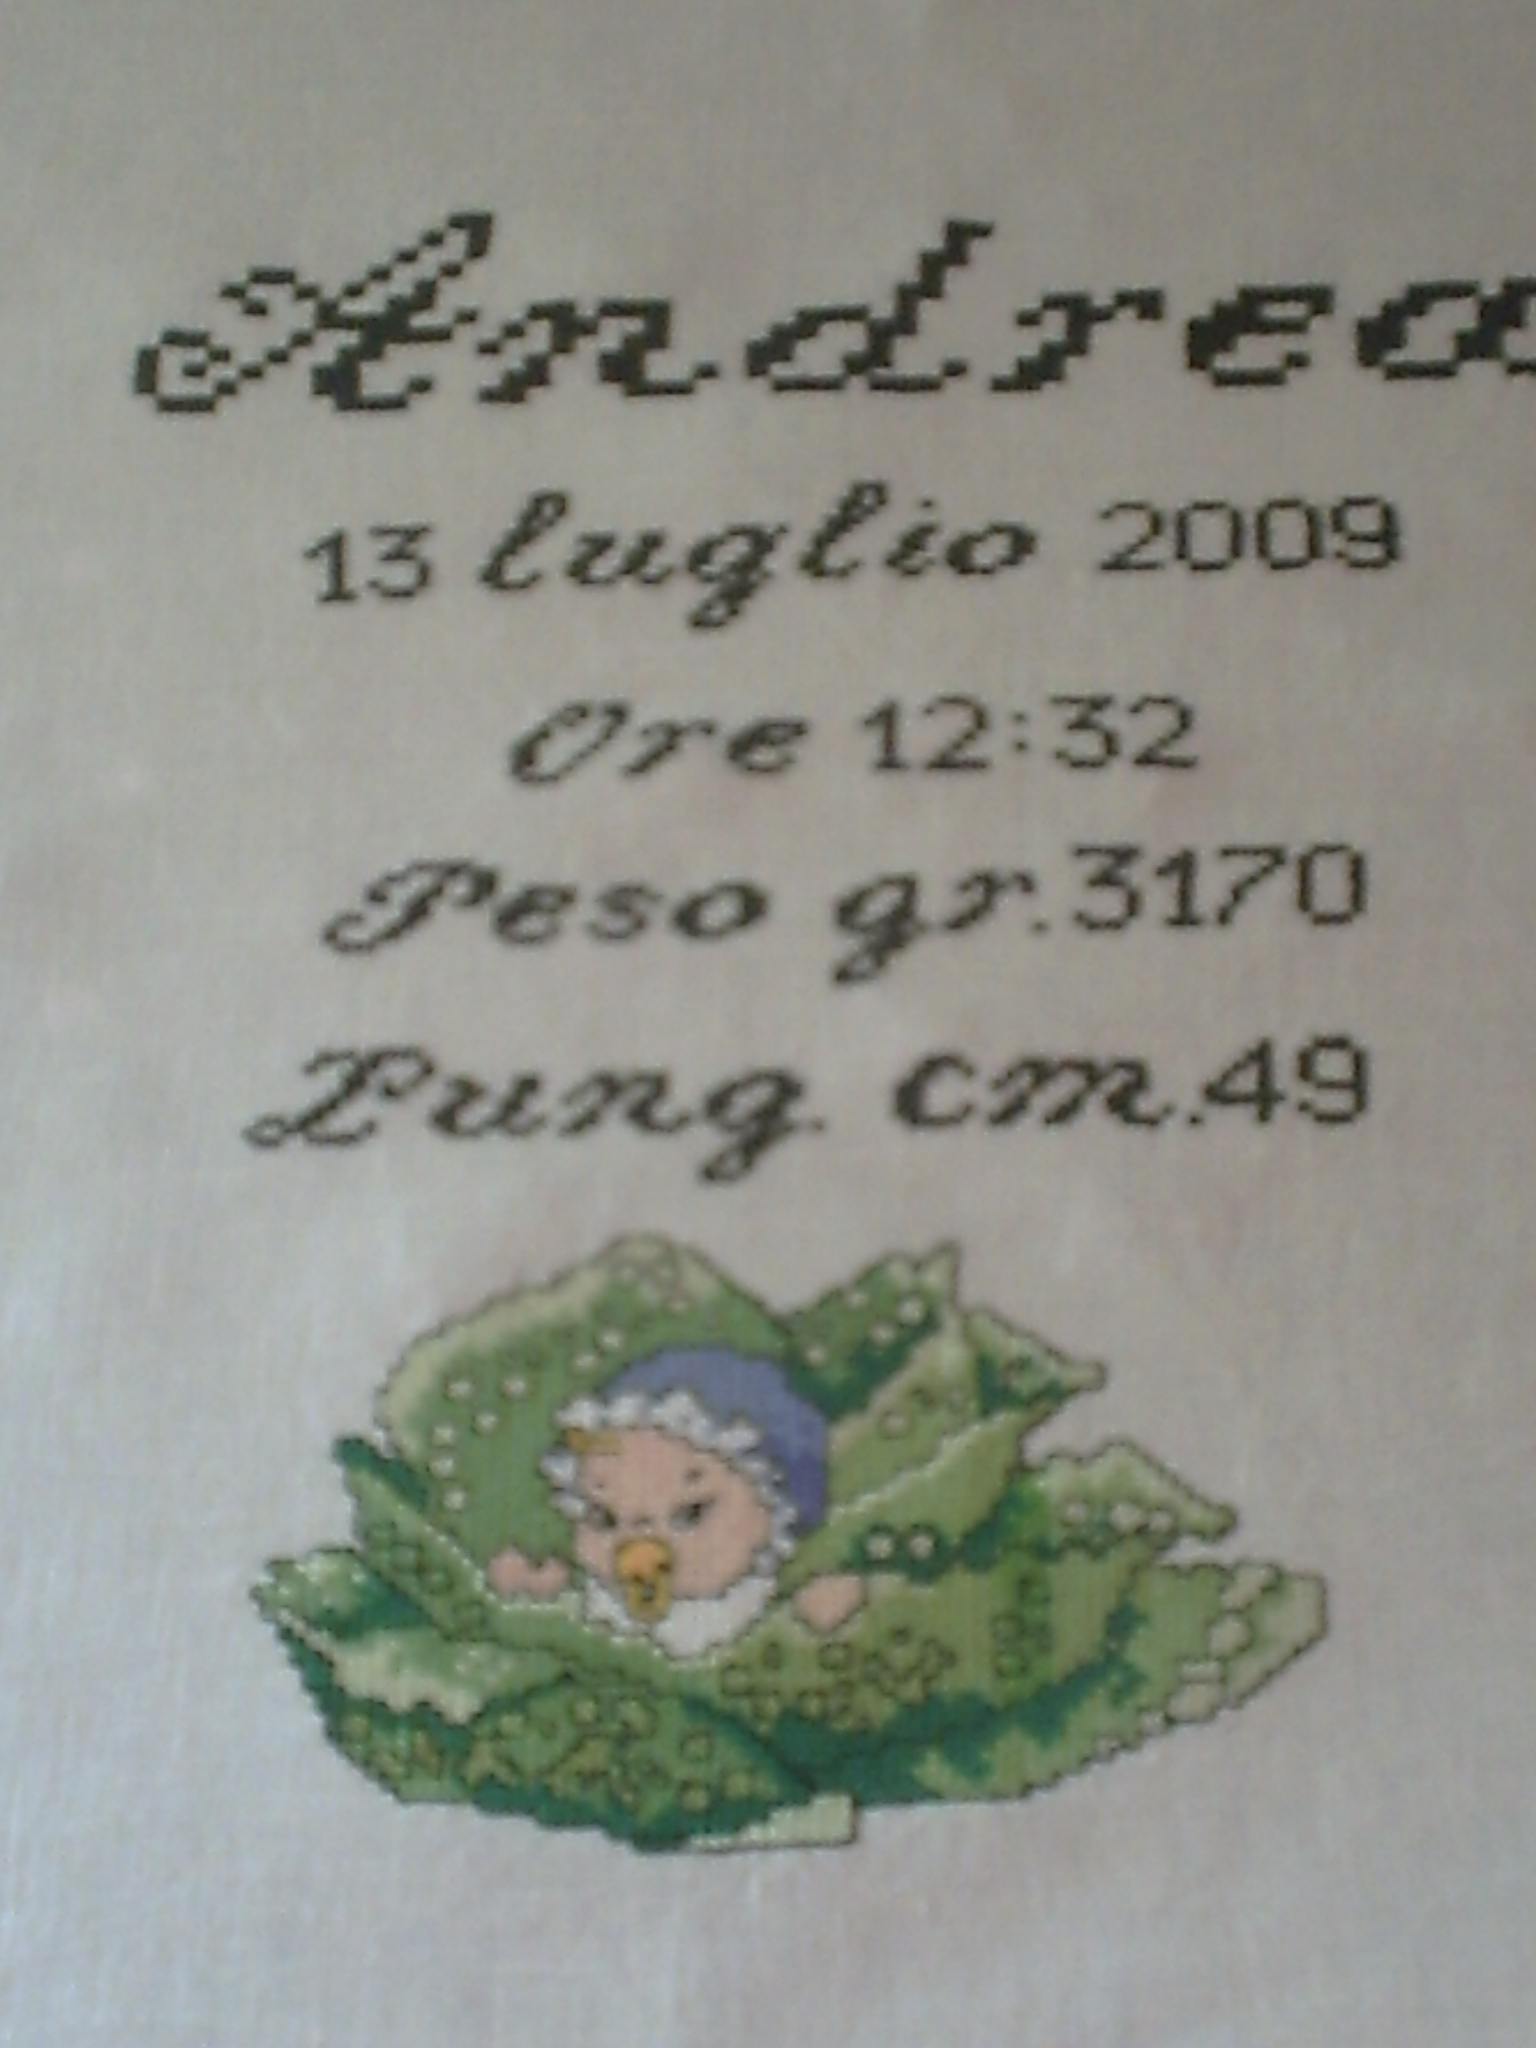 Andrea
13 luglio 2009
Ore 12:32
Peso gr.3170
Lung. cm.49